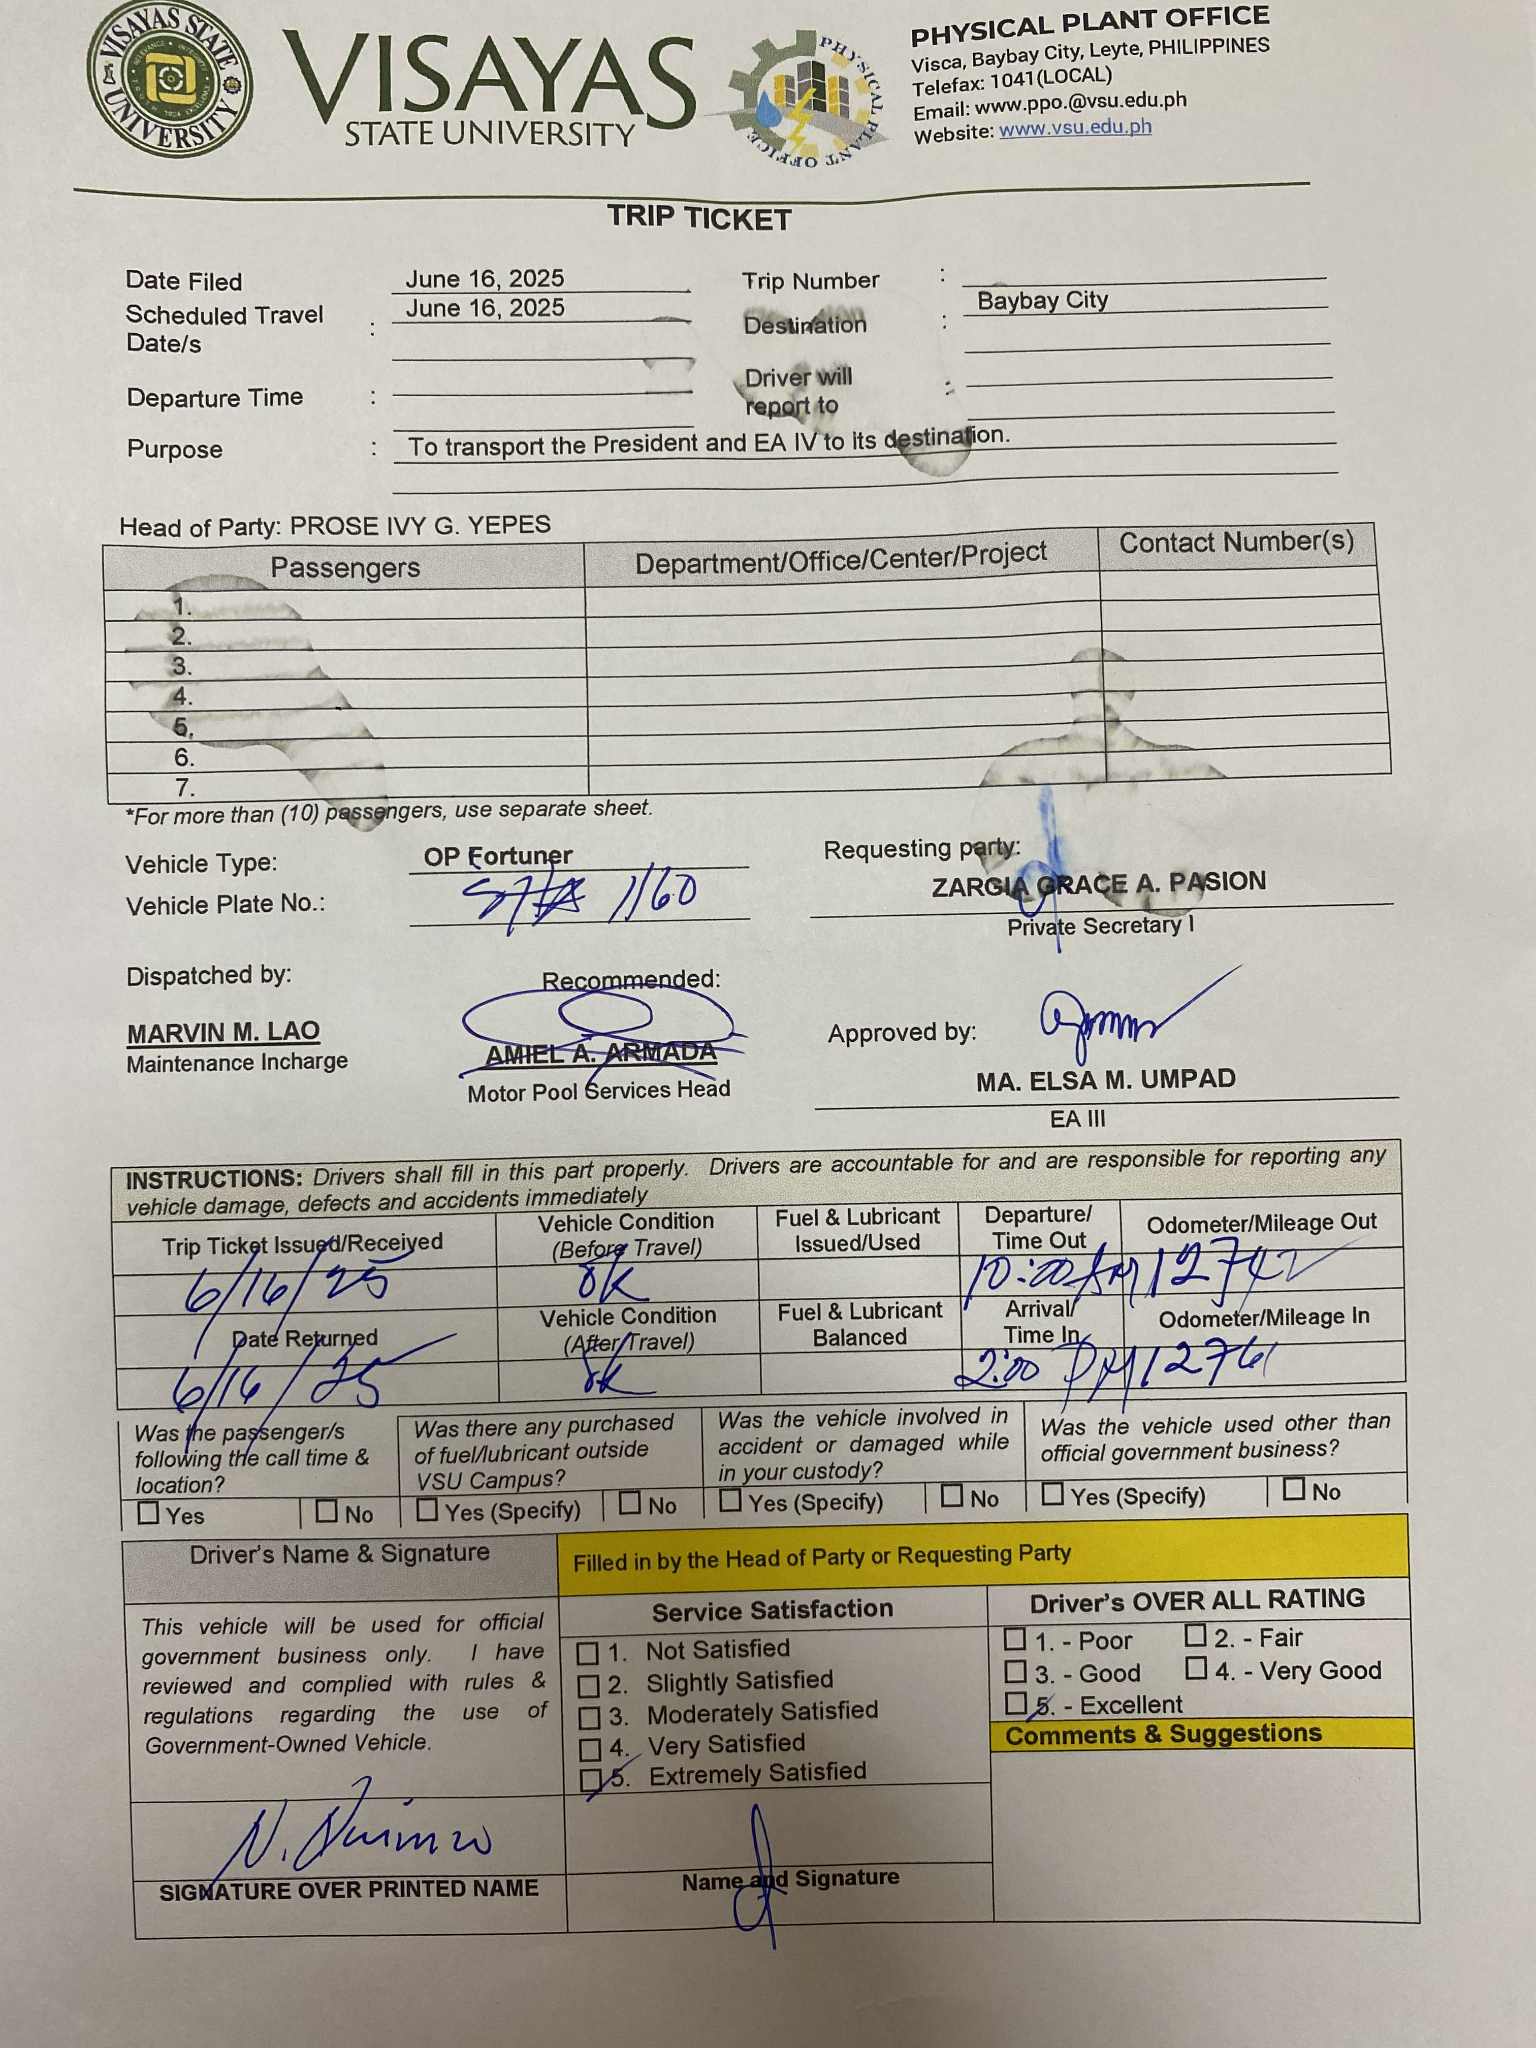 VISAYAS STATE UNIVERSITY
VISAYAS
STATE UNIVERSITY
PHYSICAL PLANT OFFICE
PHYSICAL PLANT OFFICE
Visca, Baybay City, Leyte, PHILIPPINES
Telefax: 1041(LOCAL)
Email: www.ppo.@vsu.edu.ph
Website: www.vsu.edu.ph
TRIP TICKET
Date Filed June 16, 2025 Trip Number :
Scheduled Travel Date/s : June 16, 2025 Destination : Baybay City
Departure Time : Driver will report to :
Purpose : To transport the President and EA IV to its destination.
Head of Party: PROSE IVY G. YEPES
Passengers Department/Office/Center/Project Contact Number(s)
1.
2.
3.
4.
5.
6.
7.
*For more than (10) passengers, use separate sheet.
Vehicle Type: OP Fortuner Requesting party:
Vehicle Plate No.: 1160 ZARGIA GRACE A. PASION
Private Secretary I
Dispatched by: Recommended:
MARVIN M. LAO AMIEL A. ARMADA Approved by:
Maintenance Incharge Motor Pool Services Head MA. ELSA M. UMPAD
EA III
INSTRUCTIONS: Drivers shall fill in this part properly. Drivers are accountable for and are responsible for reporting any
vehicle damage, defects and accidents immediately
Trip Ticket Issued/Received Vehicle Condition (Before Travel) Fuel & Lubricant Issued/Used Departure/ Time Out Odometer/Mileage Out
6/16/25 ok 10:00 AM 12742
Date Returned Vehicle Condition (After Travel) Fuel & Lubricant Balanced Arrival/ Time In Odometer/Mileage In
6/16/25 ok 2:00 PM 12761
Was the passenger/s following the call time & location? Was there any purchased of fuel/lubricant outside VSU Campus? Was the vehicle involved in accident or damaged while in your custody? Was the vehicle used other than official government business?
Yes No Yes (Specify) No Yes (Specify) No Yes (Specify) No
Driver's Name & Signature Filled in by the Head of Party or Requesting Party
This vehicle will be used for official
government business only. I have
reviewed and complied with rules &
regulations regarding the use of
Government-Owned Vehicle.
Service Satisfaction
1. Not Satisfied
2. Slightly Satisfied
3. Moderately Satisfied
4. Very Satisfied
5. Extremely Satisfied
Driver's OVER ALL RATING
1. - Poor 2. - Fair
3. - Good 4. - Very Good
5. - Excellent
Comments & Suggestions
SIGNATURE OVER PRINTED NAME Name and Signature